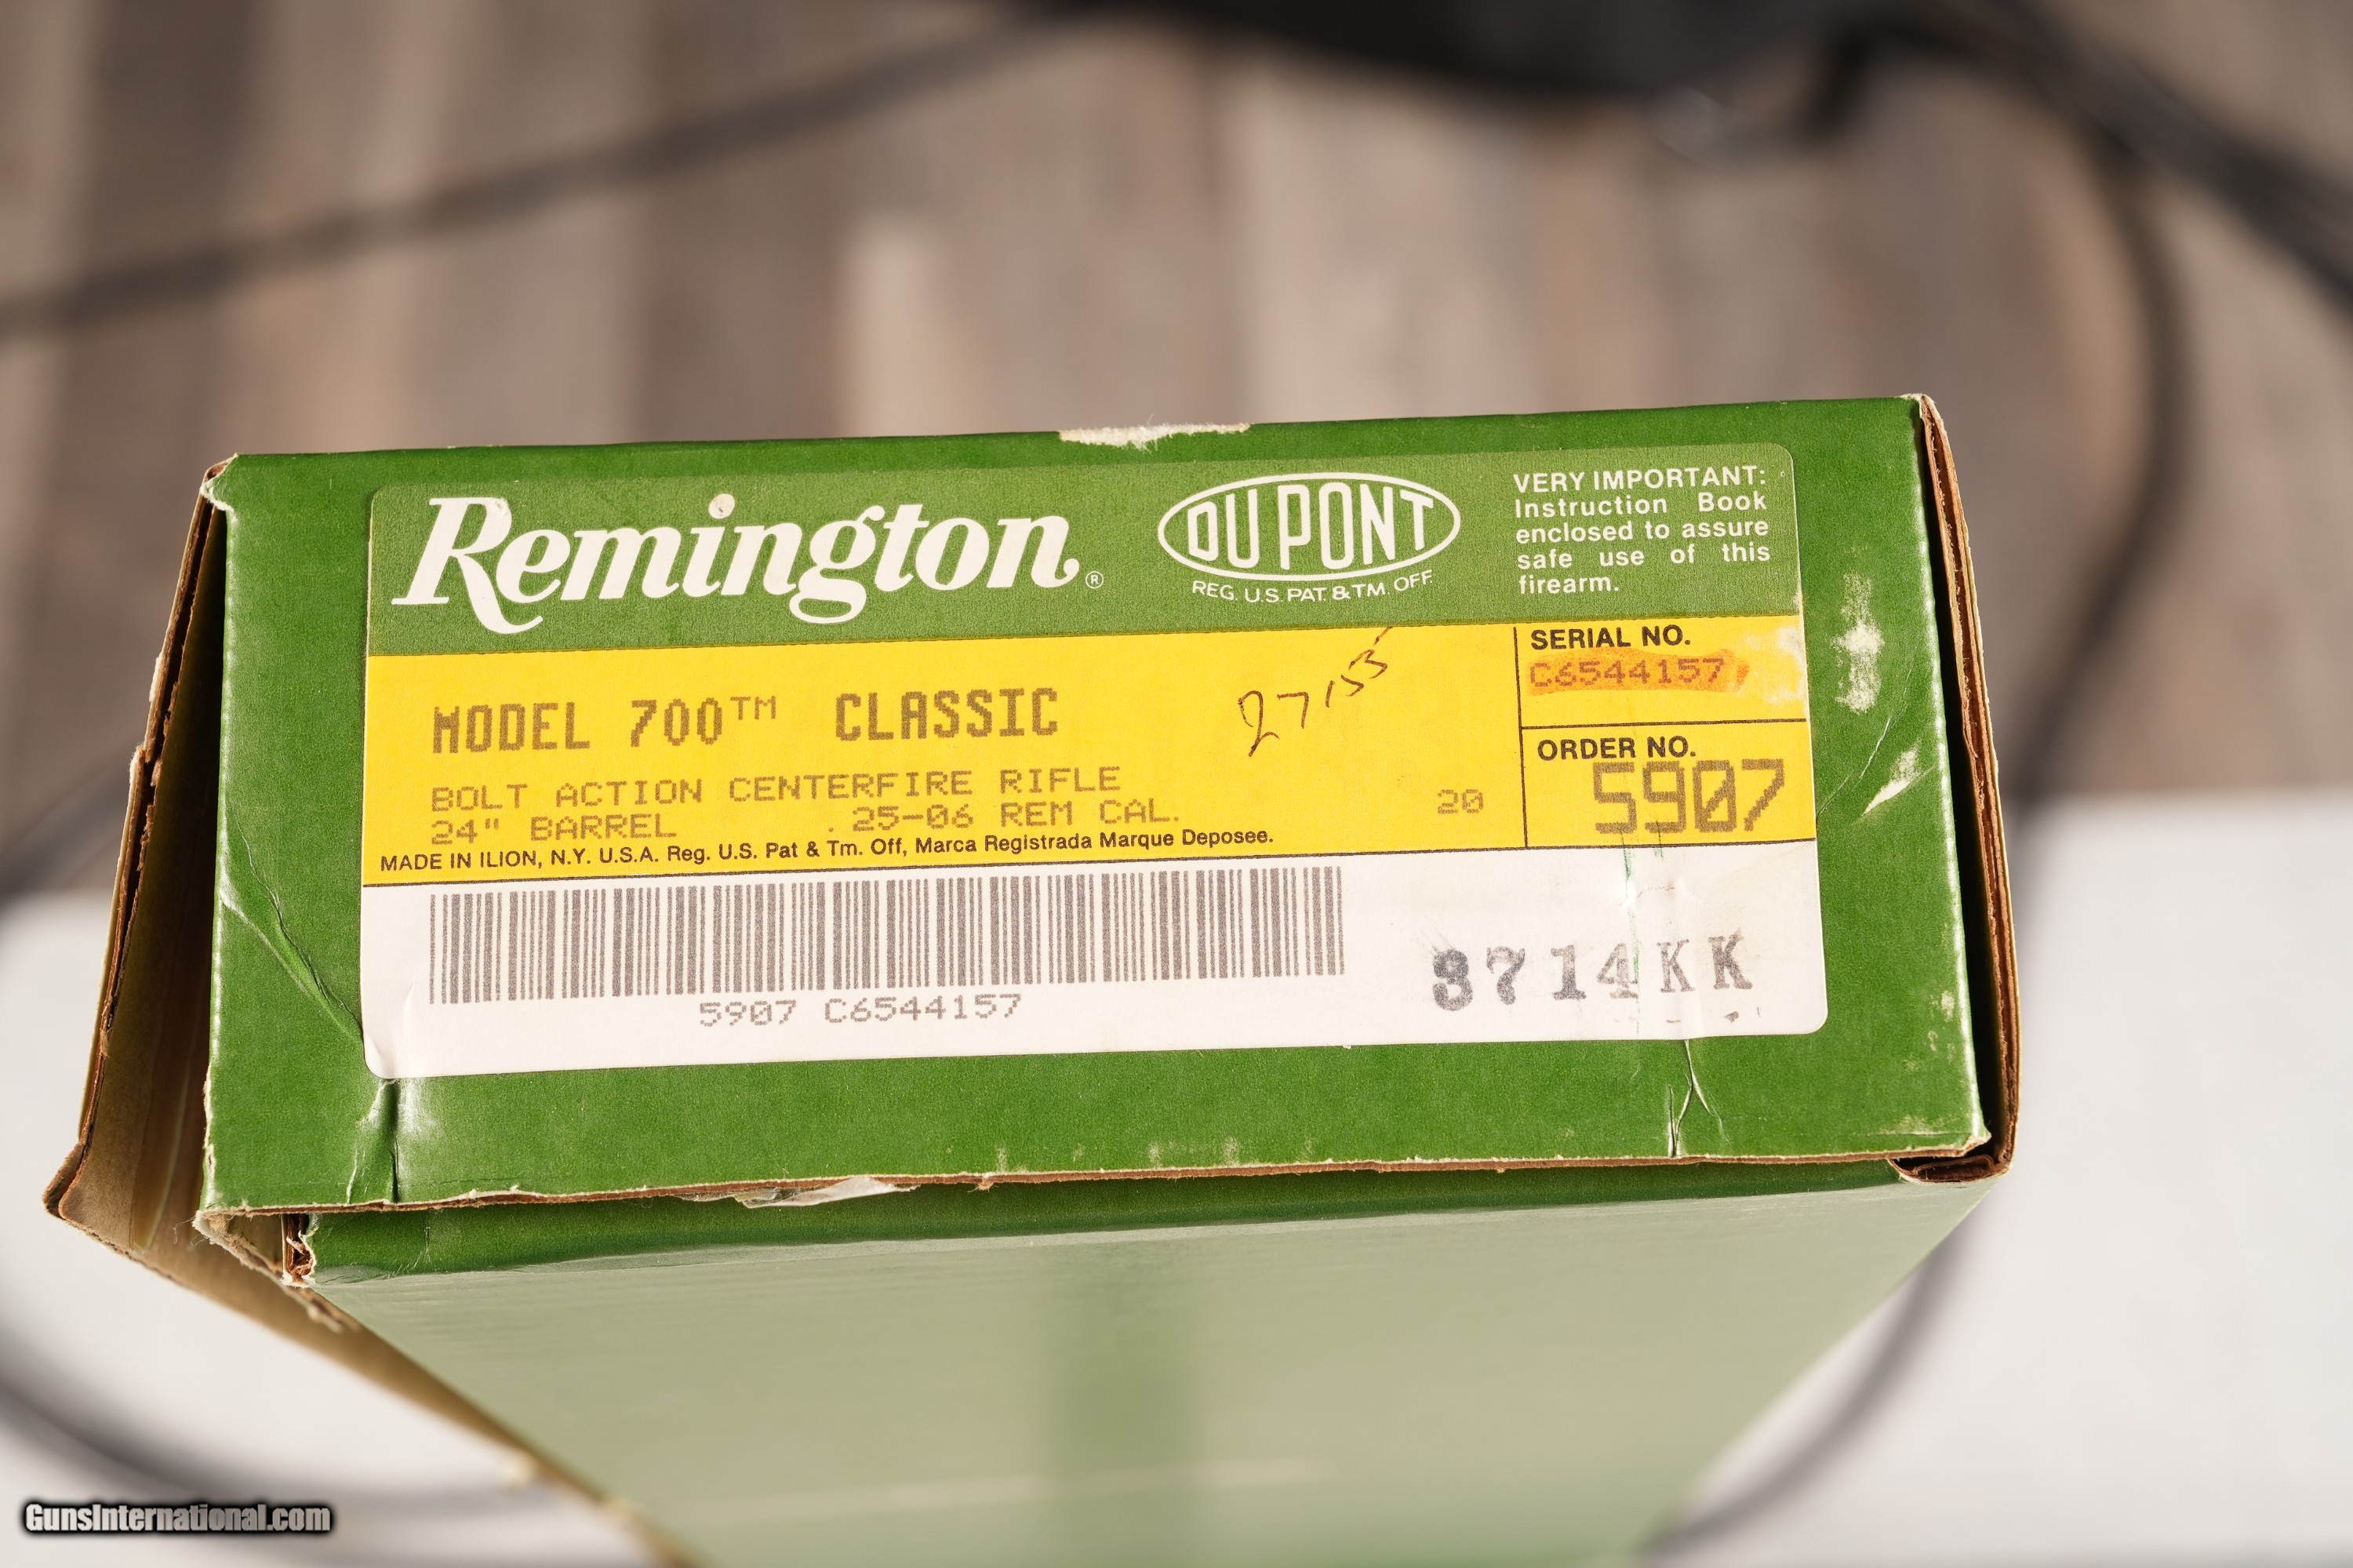 Remington®
DU PONT
REG. U.S. PAT. & TM. OFF.
VERY IMPORTANT:
Instruction Book
enclosed to assure
safe use of this
firearm.
MODEL 700™ CLASSIC
BOLT ACTION CENTERFIRE RIFLE
24" BARREL .25-06 REM CAL.
20
MADE IN ILION, N.Y. U.S.A. Reg. U.S. Pat & Tm. Off, Marca Registrada Marque Deposee.
SERIAL NO.
C6544157
ORDER NO.
5907
5907 C6544157
3714KK
GunsInternational.com